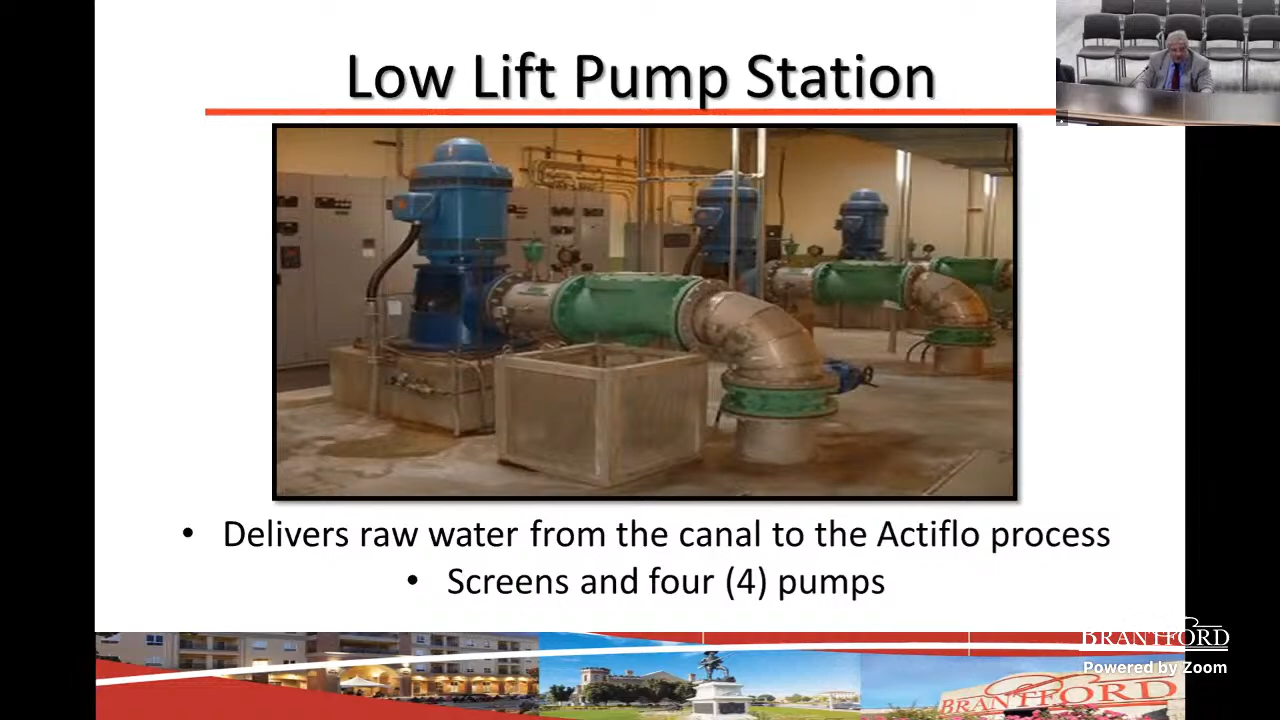 Low Lift Pump Station
• Delivers raw water from the canal to the Actiflo process
• Screens and four (4) pumps
BRANTFORD
Powered by Zoom
BRANTFORD